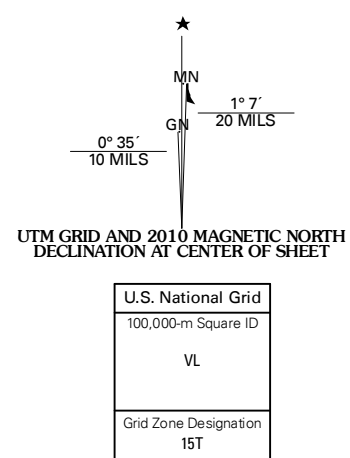 MN
1° 7´
20 MILS
GN
0° 35´
10 MILS
UTM GRID AND 2010 MAGNETIC NORTH
DECLINATION AT CENTER OF SHEET
U.S. National Grid
100,000-m Square ID
VL
Grid Zone Designation
15T